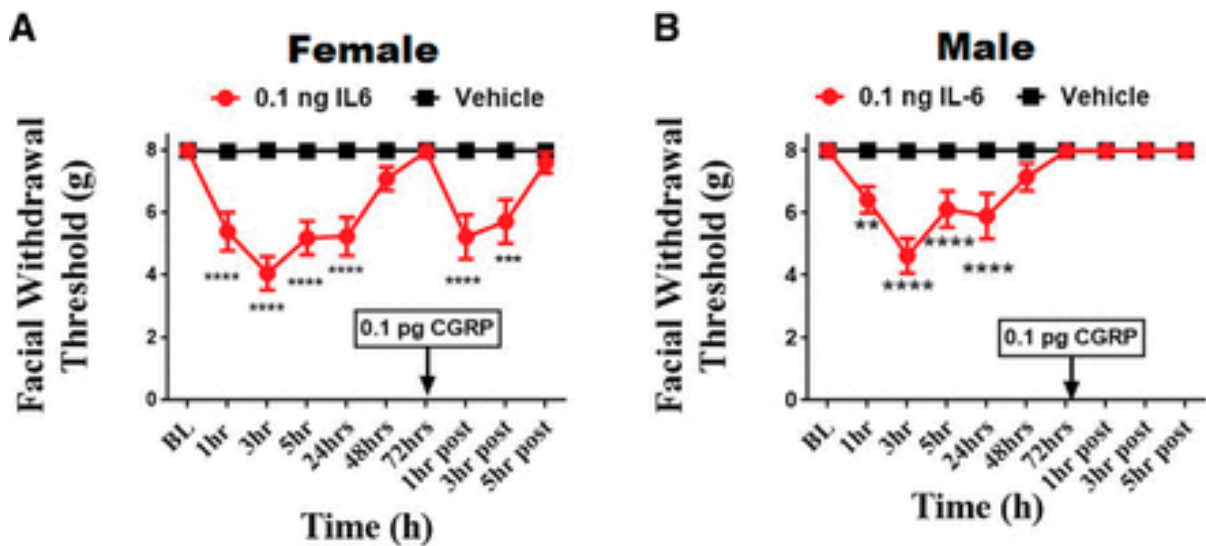 A
Female
0.1 ng IL6 Vehicle
Facial Withdrawal
Threshold (g)
8
6
4
2
0
****
****
****
****
****
***
0.1 pg CGRP
BL
1hr
3hr
5hr
24hrs
48hrs
72hrs
1hr post
3hr post
5hr post
Time (h)
B
Male
0.1 ng IL-6 Vehicle
Facial Withdrawal
Threshold (g)
8
6
4
2
0
**
****
****
****
0.1 pg CGRP
BL
1hr
3hr
5hr
24hrs
48hrs
72hrs
1hr post
3hr post
5hr post
Time (h)